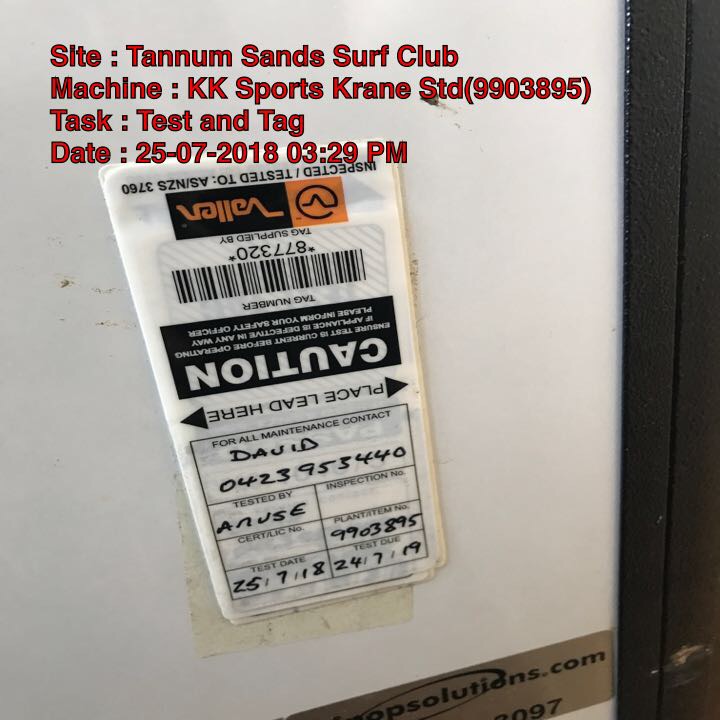 Site : Tannum Sands Surf Club
Machine : KK Sports Krane Std(9903895)
Task : Test and Tag
Date : 25-07-2018 03:29 PM
INSPECTED / TESTED TO: AS/NZS 3760
Vallen
TAG SUPPLIED BY
*877320*
TAG NUMBER
PLEASE INFORM YOUR SAFETY OFFICER
IF APPLIANCE IS DEFECTIVE IN ANY WAY
ENSURE TEST IS CURRENT BEFORE OPERATING
CAUTION
PLACE LEAD HERE
FOR ALL MAINTENANCE CONTACT
DAVID
0423953440
TESTED BY
INSPECTION No.
AMUSE
CERT/LIC No.
PLANT/ITEM No.
9903895
TEST DATE
TEST DUE
25/7/18
24/7/19
opsolutions.com
3097